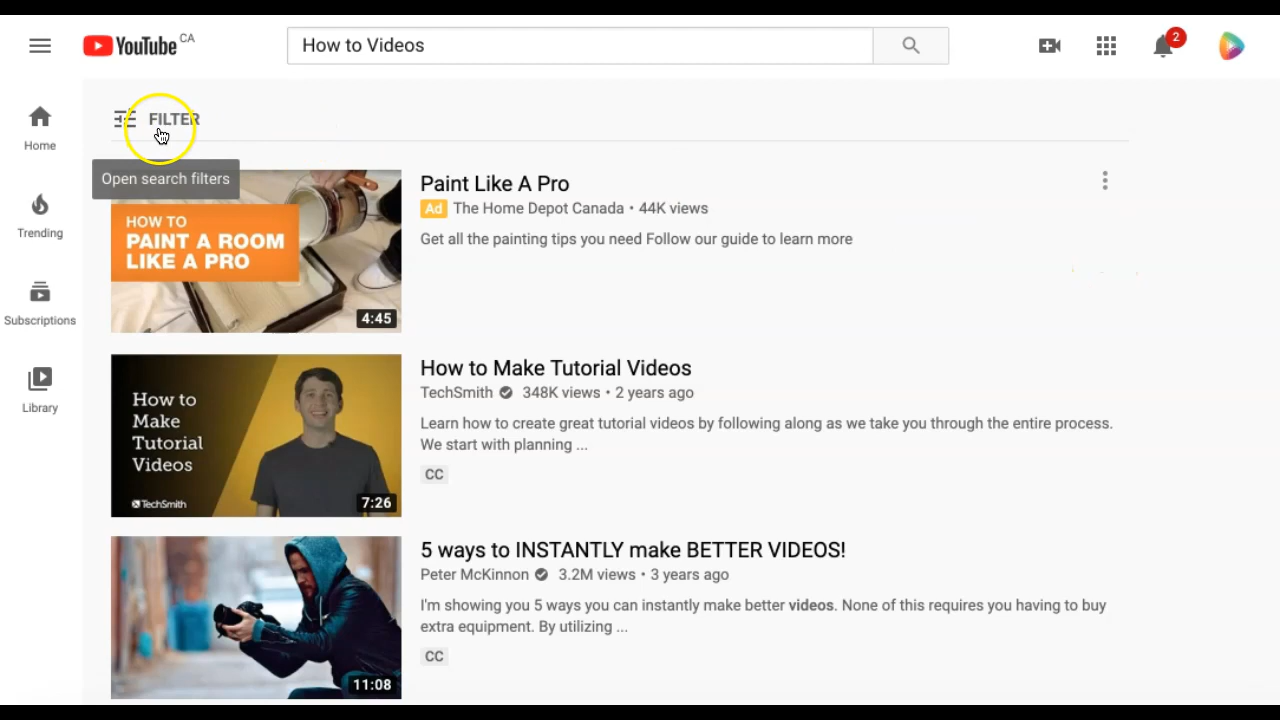 YouTube CA
How to Videos
2
FILTER
Open search filters
Home
Trending
Subscriptions
Library
HOW TO
PAINT A ROOM
LIKE A PRO
4:45
Paint Like A Pro
Ad The Home Depot Canada • 44K views
Get all the painting tips you need Follow our guide to learn more
How to
Make
Tutorial
Videos
TechSmith
7:26
How to Make Tutorial Videos
TechSmith 348K views • 2 years ago
Learn how to create great tutorial videos by following along as we take you through the entire process.
We start with planning ...
CC
11:08
5 ways to INSTANTLY make BETTER VIDEOS!
Peter McKinnon 3.2M views • 3 years ago
I'm showing you 5 ways you can instantly make better videos. None of this requires you having to buy
extra equipment. By utilizing ...
CC